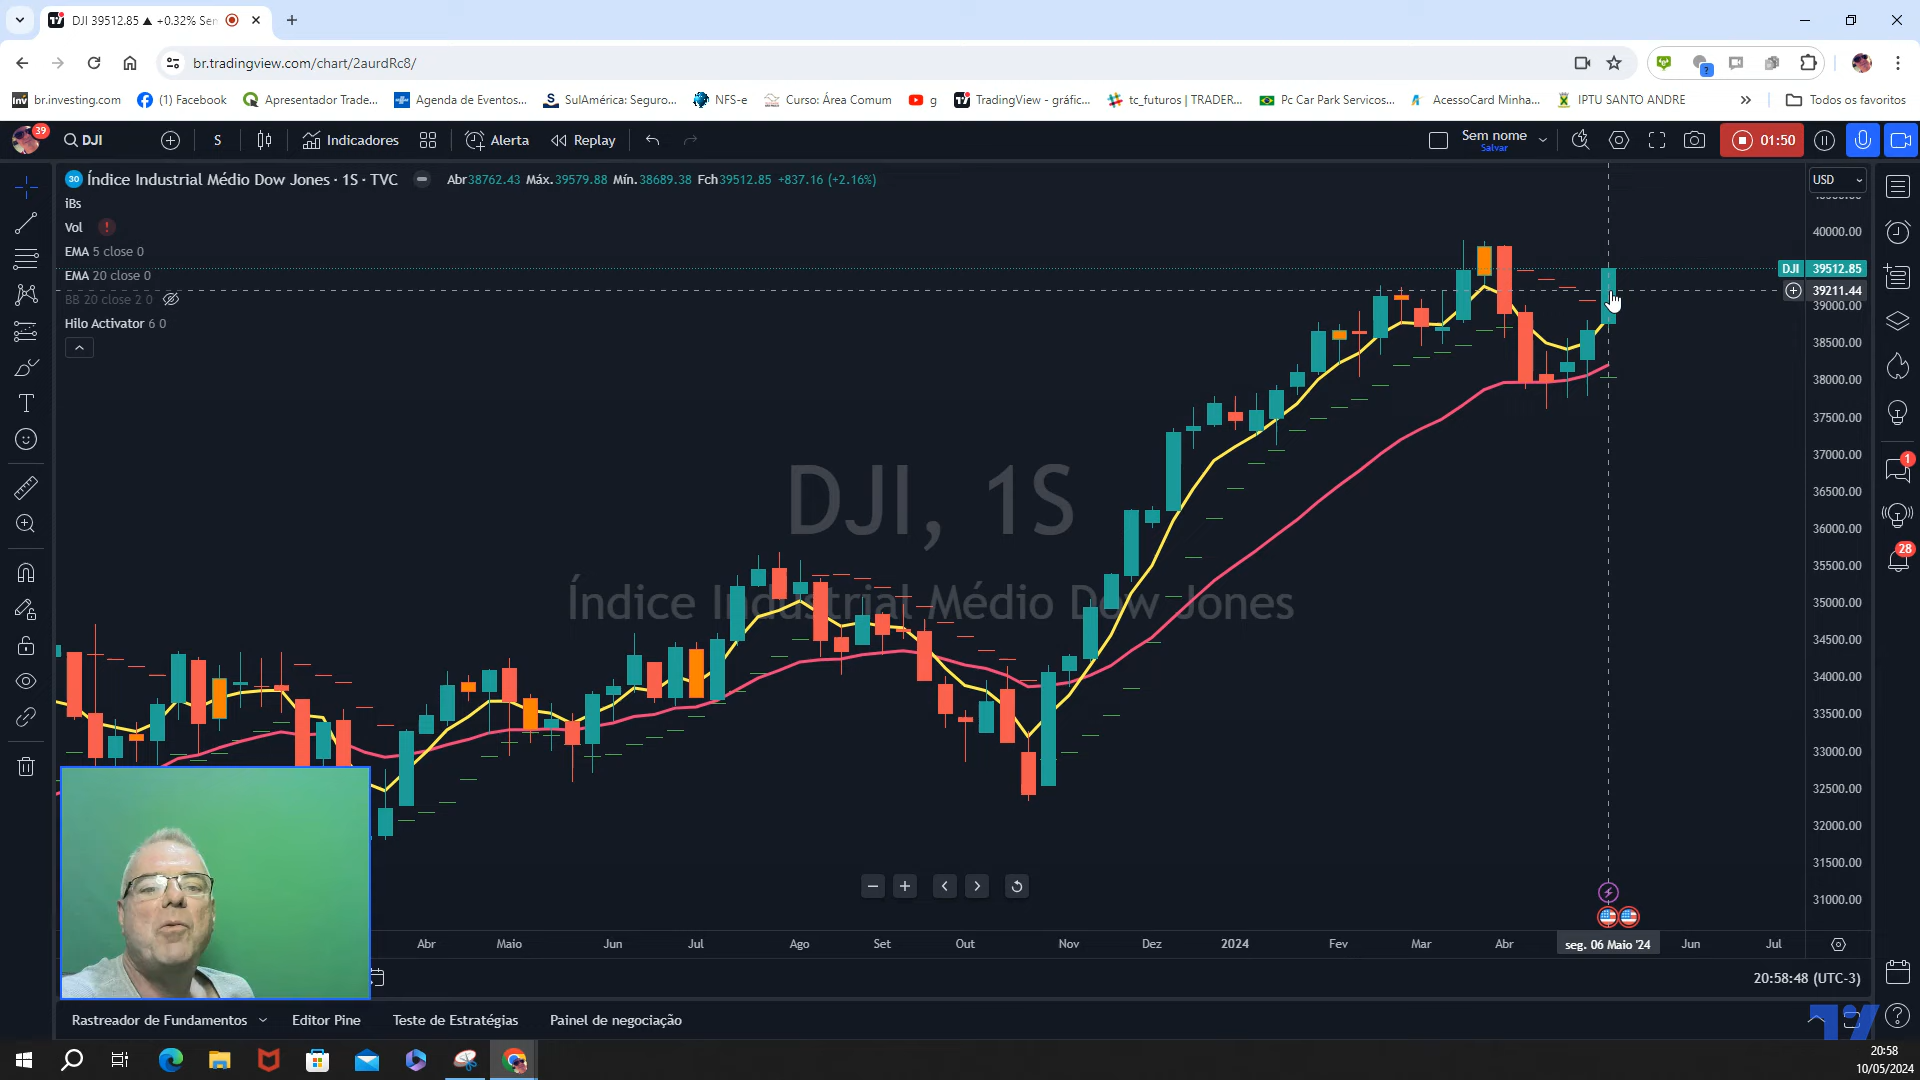 DJI 39512.85 ▲ +0.32% Sen
br.tradingview.com/chart/2aurdRc8/
br.investing.com
(1) Facebook
Apresentador Trade...
Agenda de Eventos...
SulAmérica: Seguro...
NFS-e
Curso: Área Comum
g
TradingView - gráfic...
tc_futuros | TRADER...
Pc Car Park Servicos...
AcessoCard Minha...
IPTU SANTO ANDRE
Todos os favoritos
39
DJI
S
Indicadores
Alerta
Replay
Sem nome
Salvar
01:50
Índice Industrial Médio Dow Jones · 1S · TVC
Abr38762.43 Máx.39579.88 Mín.38689.38 Fch39512.85 +837.16 (+2.16%)
USD
iBs
Vol
EMA 5 close 0
EMA 20 close 0
BB 20 close 2 0
Hilo Activator 6 0
40000.00
DJI 39512.85
39211.44
39000.00
38500.00
38000.00
37500.00
37000.00
36500.00
36000.00
35500.00
35000.00
34500.00
34000.00
33500.00
33000.00
32500.00
32000.00
31500.00
31000.00
DJI, 1S
Índice Industrial Médio Dow Jones
1
28
Abr
Maio
Jun
Jul
Ago
Set
Out
Nov
Dez
2024
Fev
Mar
Abr
seg. 06 Maio '24
Jun
Jul
20:58:48 (UTC-3)
Rastreador de Fundamentos
Editor Pine
Teste de Estratégias
Painel de negociação
20:58
10/05/2024